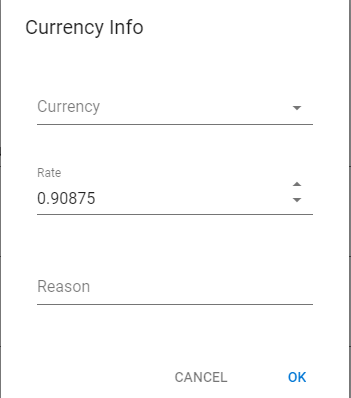 Currency Info
Currency
Rate
0.90875
Reason
CANCEL OK